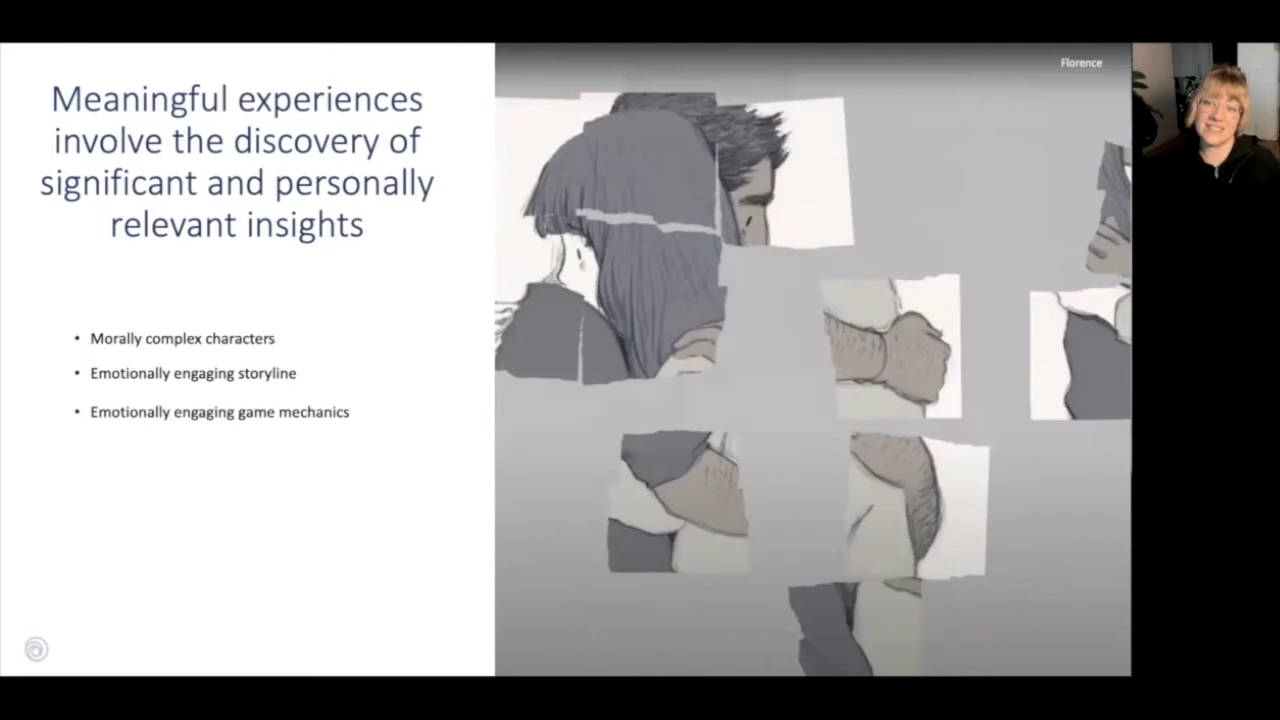 Meaningful experiences
involve the discovery of
significant and personally
relevant insights
• Morally complex characters
• Emotionally engaging storyline
• Emotionally engaging game mechanics
Florence